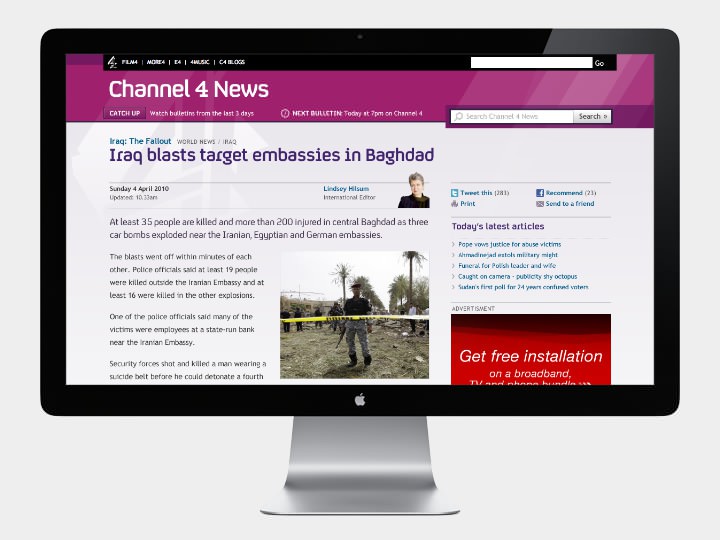 FILM4 | MORE4 | E4 | 4MUSIC | C4 BLOGS
Go
Channel 4 News
CATCH UP Watch bulletins from the last 3 days
NEXT BULLETIN: Today at 7pm on Channel 4
Search Channel 4 News
Search »
Iraq: The Fallout WORLD NEWS / IRAQ
Iraq blasts target embassies in Baghdad
Sunday 4 April 2010
Updated: 10.33am
Lindsey Hilsum
International Editor
At least 35 people are killed and more than 200 injured in central Baghdad as three
car bombs exploded near the Iranian, Egyptian and German embassies.
The blasts went off within minutes of each
other. Police officials said at least 19 people
were killed outside the Iranian Embassy and at
least 16 were killed in the other explosions.
One of the police officials said many of the
victims were employees at a state-run bank
near the Iranian Embassy.
Security forces shot and killed a man wearing a
suicide belt before he could detonate a fourth
Tweet this (283)
Recommend (23)
Print
Send to a friend
Today's latest articles
Pope vows justice for abuse victims
Ahmadinejad extols military might
Funeral for Polish leader and wife
Caught on camera - publicity shy octopus
Sudan's first poll for 24 years confused voters
ADVERTISMENT
Get free installation
on a broadband,
TV and phone bundle >>>